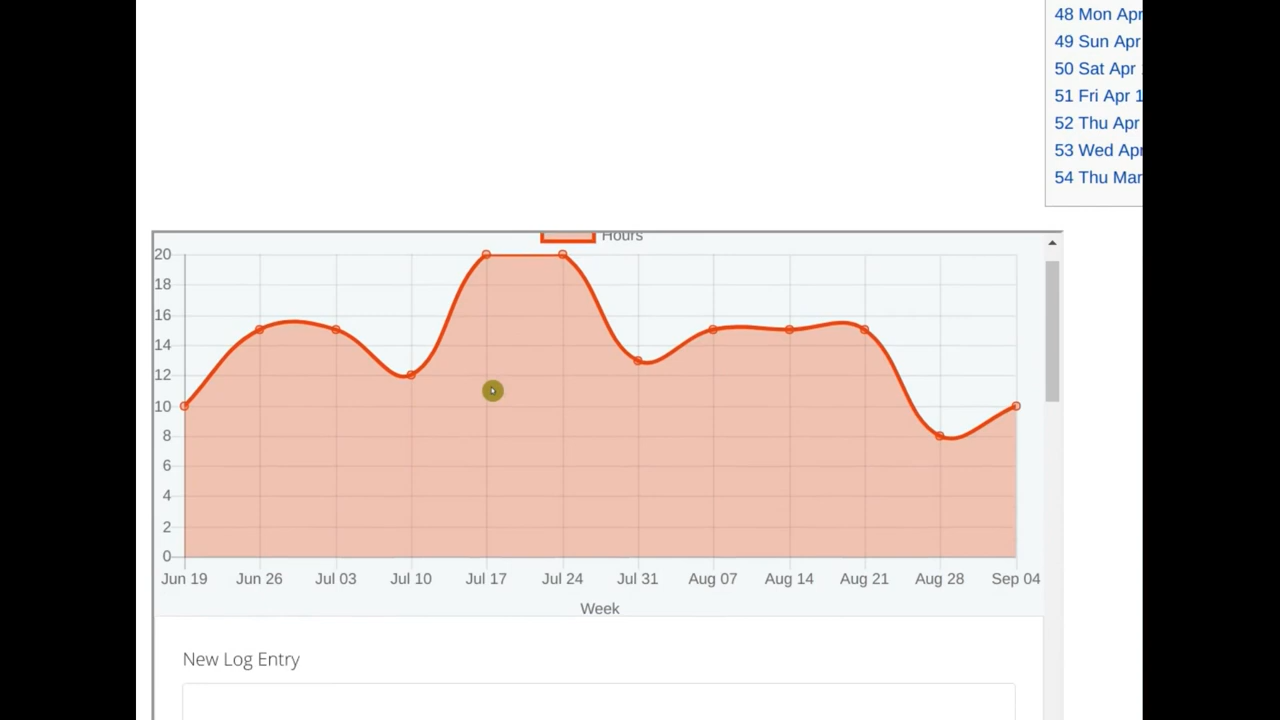 48 Mon Apr
49 Sun Apr
50 Sat Apr
51 Fri Apr 1
52 Thu Apr
53 Wed Apr
54 Thu Mar
Hours
20
18
16
14
12
10
8
6
4
2
0
Jun 19 Jun 26 Jul 03 Jul 10 Jul 17 Jul 24 Jul 31 Aug 07 Aug 14 Aug 21 Aug 28 Sep 04
Week
New Log Entry